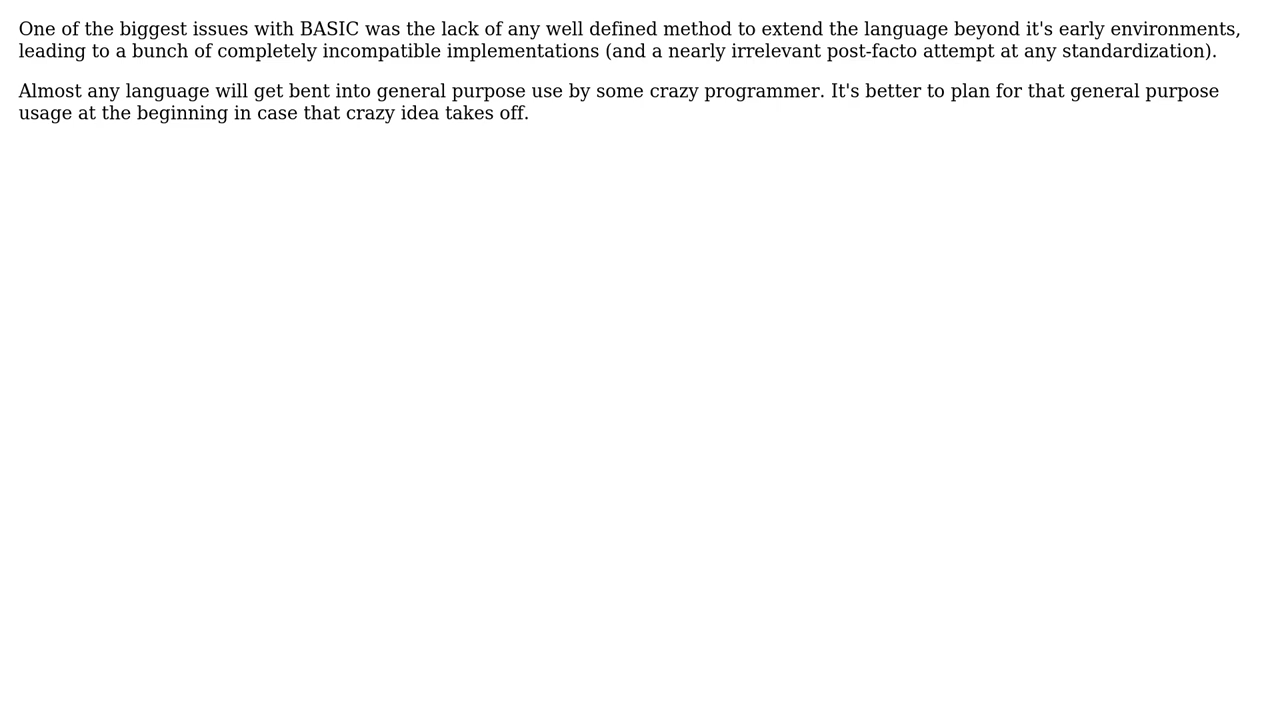 One of the biggest issues with BASIC was the lack of any well defined method to extend the language beyond it's early environments,
leading to a bunch of completely incompatible implementations (and a nearly irrelevant post-facto attempt at any standardization).
Almost any language will get bent into general purpose use by some crazy programmer. It's better to plan for that general purpose
usage at the beginning in case that crazy idea takes off.